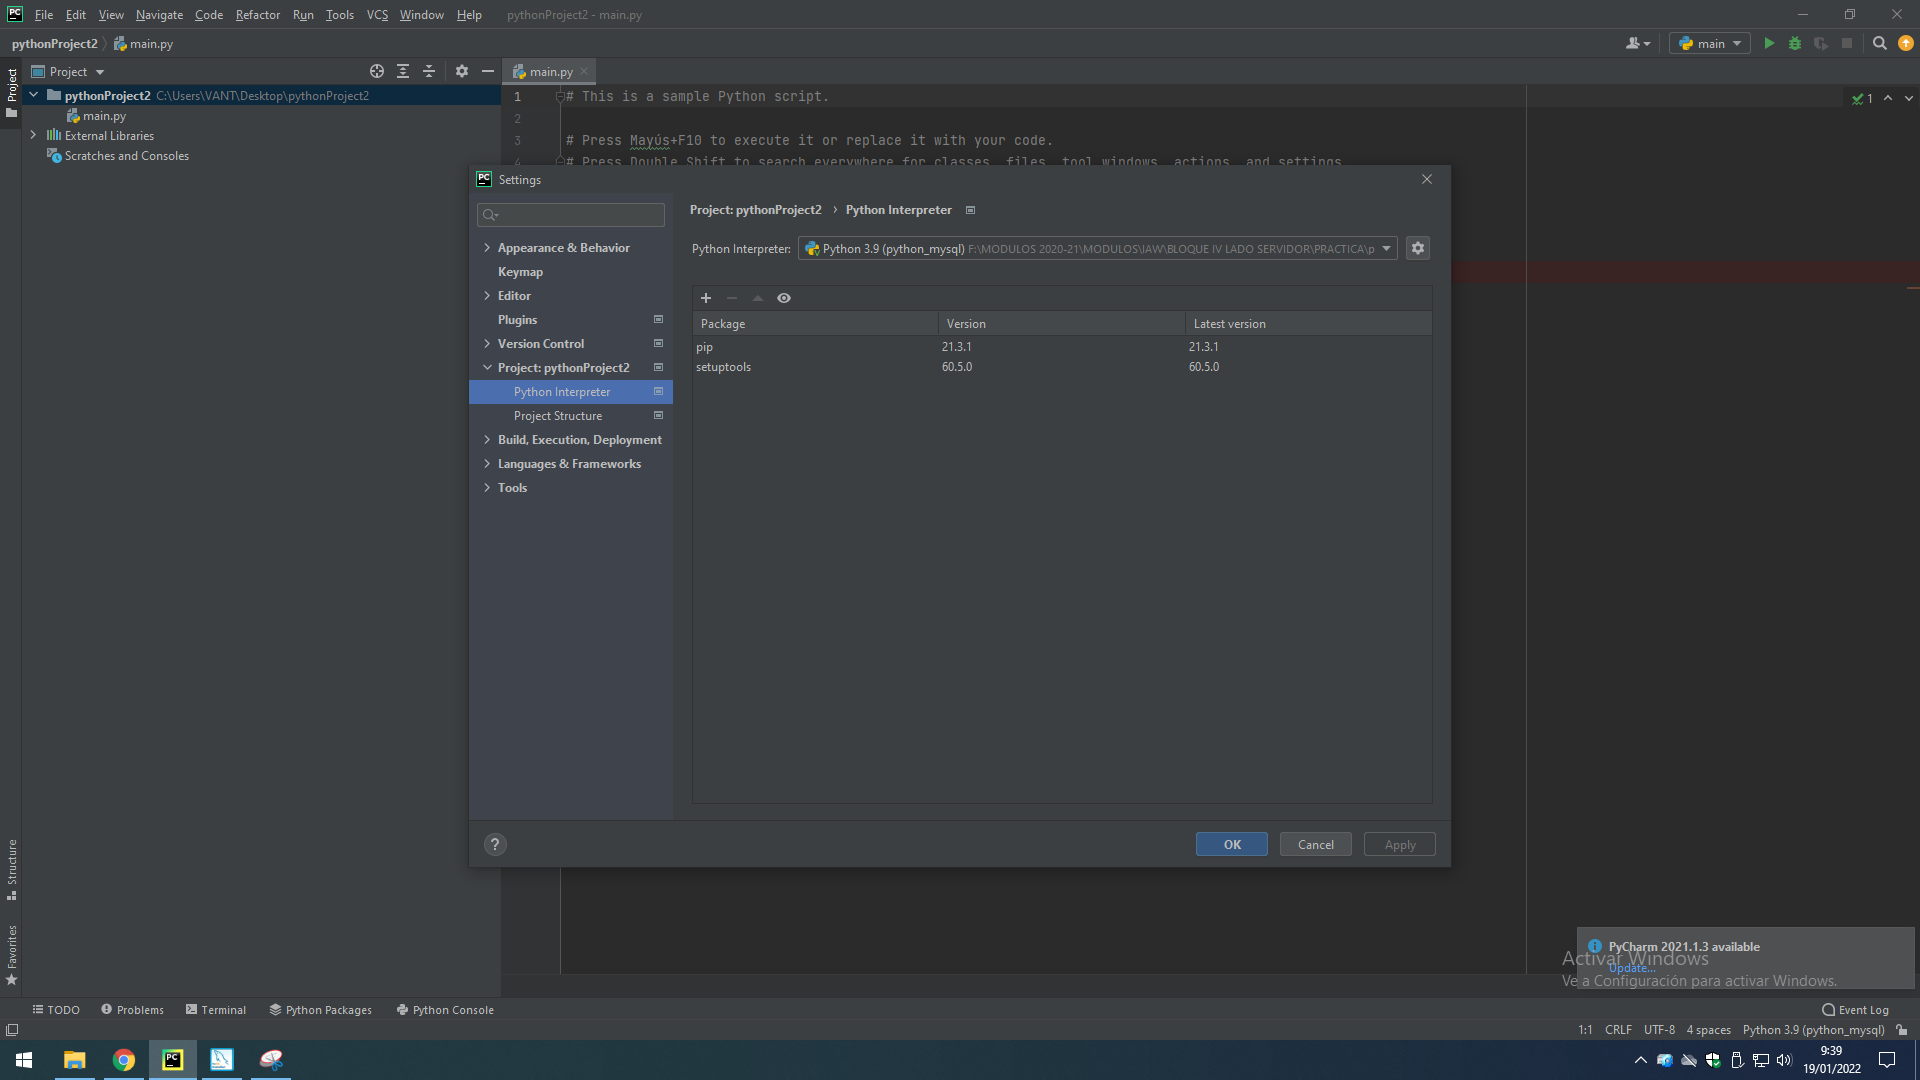 PC File Edit View Navigate Code Refactor Run Tools VCS Window Help pythonProject2 - main.py
pythonProject2 main.py
main
Project
main.py
pythonProject2 C:\Users\VANT\Desktop\pythonProject2
main.py
External Libraries
Scratches and Consoles
Project
Structure
Favorites
1 # This is a sample Python script.
2
3 # Press Mayús+F10 to execute it or replace it with your code.
4 # Press Double Shift to search everywhere for classes, files, tool windows, actions, and settings.
1
PC Settings
Appearance & Behavior
Keymap
Editor
Plugins
Version Control
Project: pythonProject2
Python Interpreter
Project Structure
Build, Execution, Deployment
Languages & Frameworks
Tools
Project: pythonProject2 › Python Interpreter
Python Interpreter: Python 3.9 (python_mysql) F:\MODULOS 2020-21\MODULOS\IAW\BLOQUE IV LADO SERVIDOR\PRACTICA\p
Package Version Latest version
pip 21.3.1 21.3.1
setuptools 60.5.0 60.5.0
?
OK Cancel Apply
PyCharm 2021.1.3 available
Update...
Activar Windows
Ve a Configuración para activar Windows.
TODO Problems Terminal Python Packages Python Console Event Log
1:1 CRLF UTF-8 4 spaces Python 3.9 (python_mysql)
PC
9:39
19/01/2022